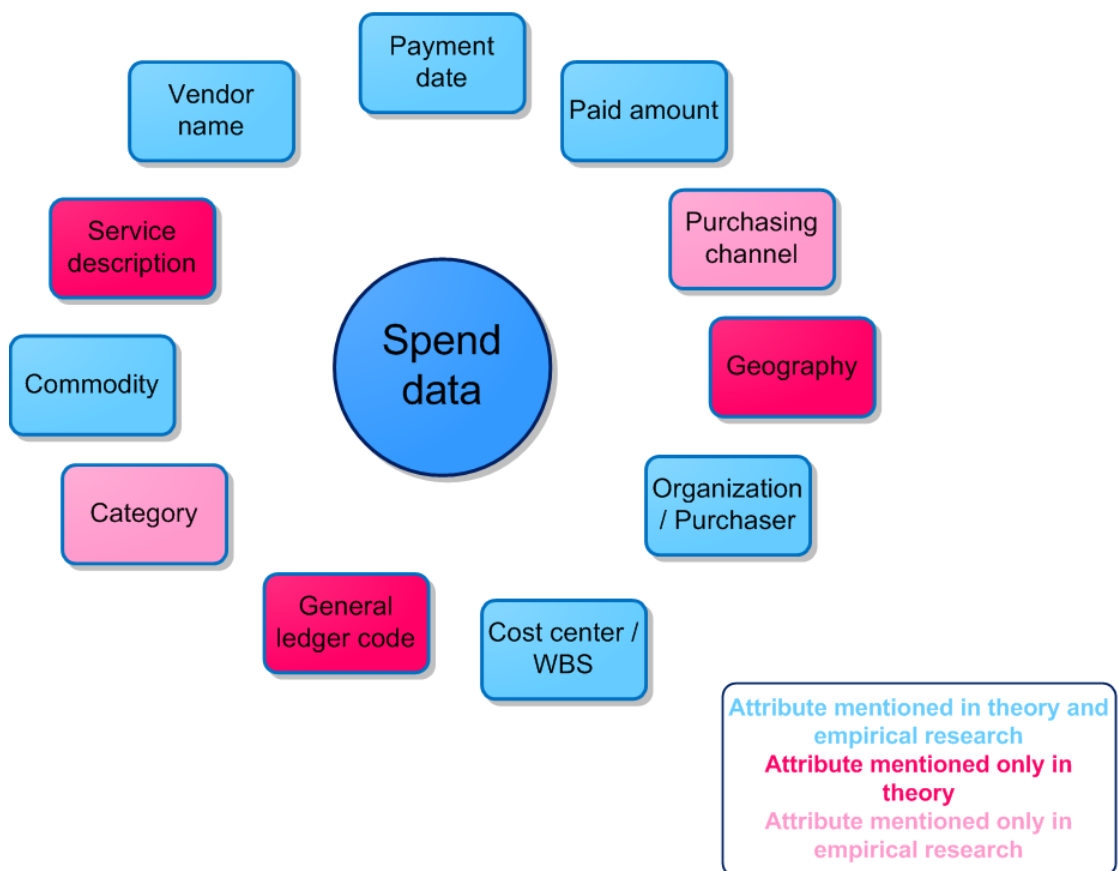 Payment
date
Vendor
name
Paid amount
Service
description
Purchasing
channel
Spend
data
Commodity
Geography
Category
Organization
/ Purchaser
General
ledger code
Cost center /
WBS
Attribute mentioned in theory and
empirical research
Attribute mentioned only in
theory
Attribute mentioned only in
empirical research